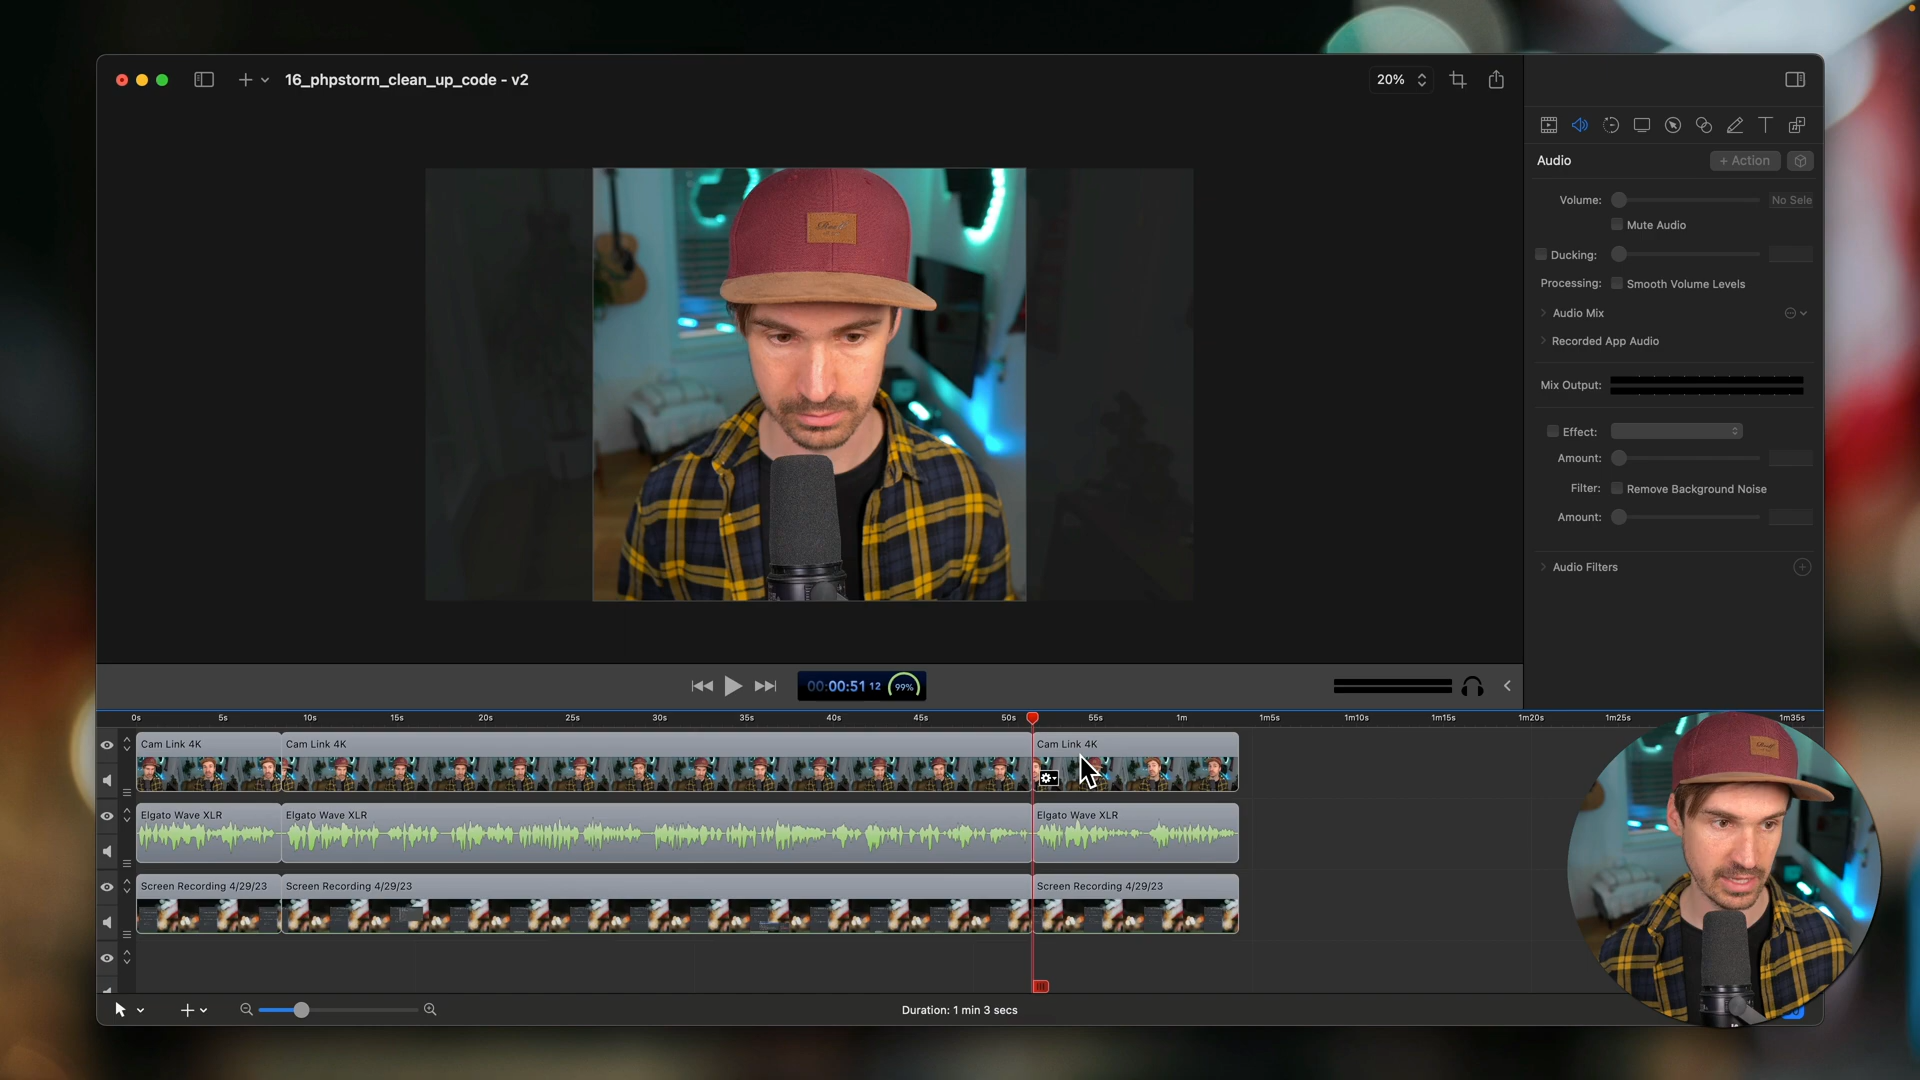 16_phpstorm_clean_up_code - v2
20%
Audio
+ Action
Volume:
No Sele
Mute Audio
Ducking:
Processing:
Smooth Volume Levels
Audio Mix
Recorded App Audio
Mix Output:
Effect:
Amount:
Filter:
Remove Background Noise
Amount:
Audio Filters
00:00:51 12
99%
0s 5s 10s 15s 20s 25s 30s 35s 40s 45s 50s 55s 1m 1m5s 1m10s 1m15s 1m20s 1m25s 1m35s
Cam Link 4K
Cam Link 4K
Cam Link 4K
Elgato Wave XLR
Elgato Wave XLR
Elgato Wave XLR
Screen Recording 4/29/23
Screen Recording 4/29/23
Screen Recording 4/29/23
Duration: 1 min 3 secs